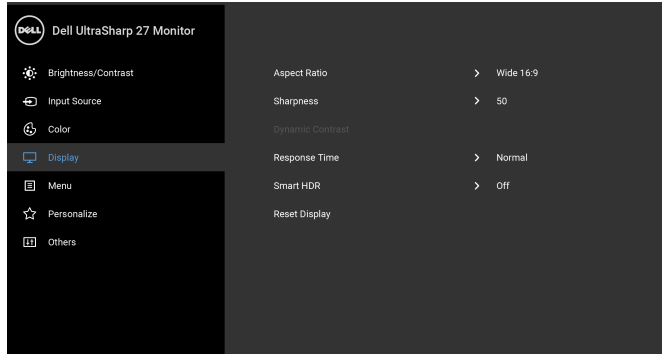 DELL Dell UltraSharp 27 Monitor
Brightness/Contrast
Input Source
Color
Display
Menu
Personalize
Others
Aspect Ratio > Wide 16:9
Sharpness > 50
Dynamic Contrast
Response Time > Normal
Smart HDR > Off
Reset Display